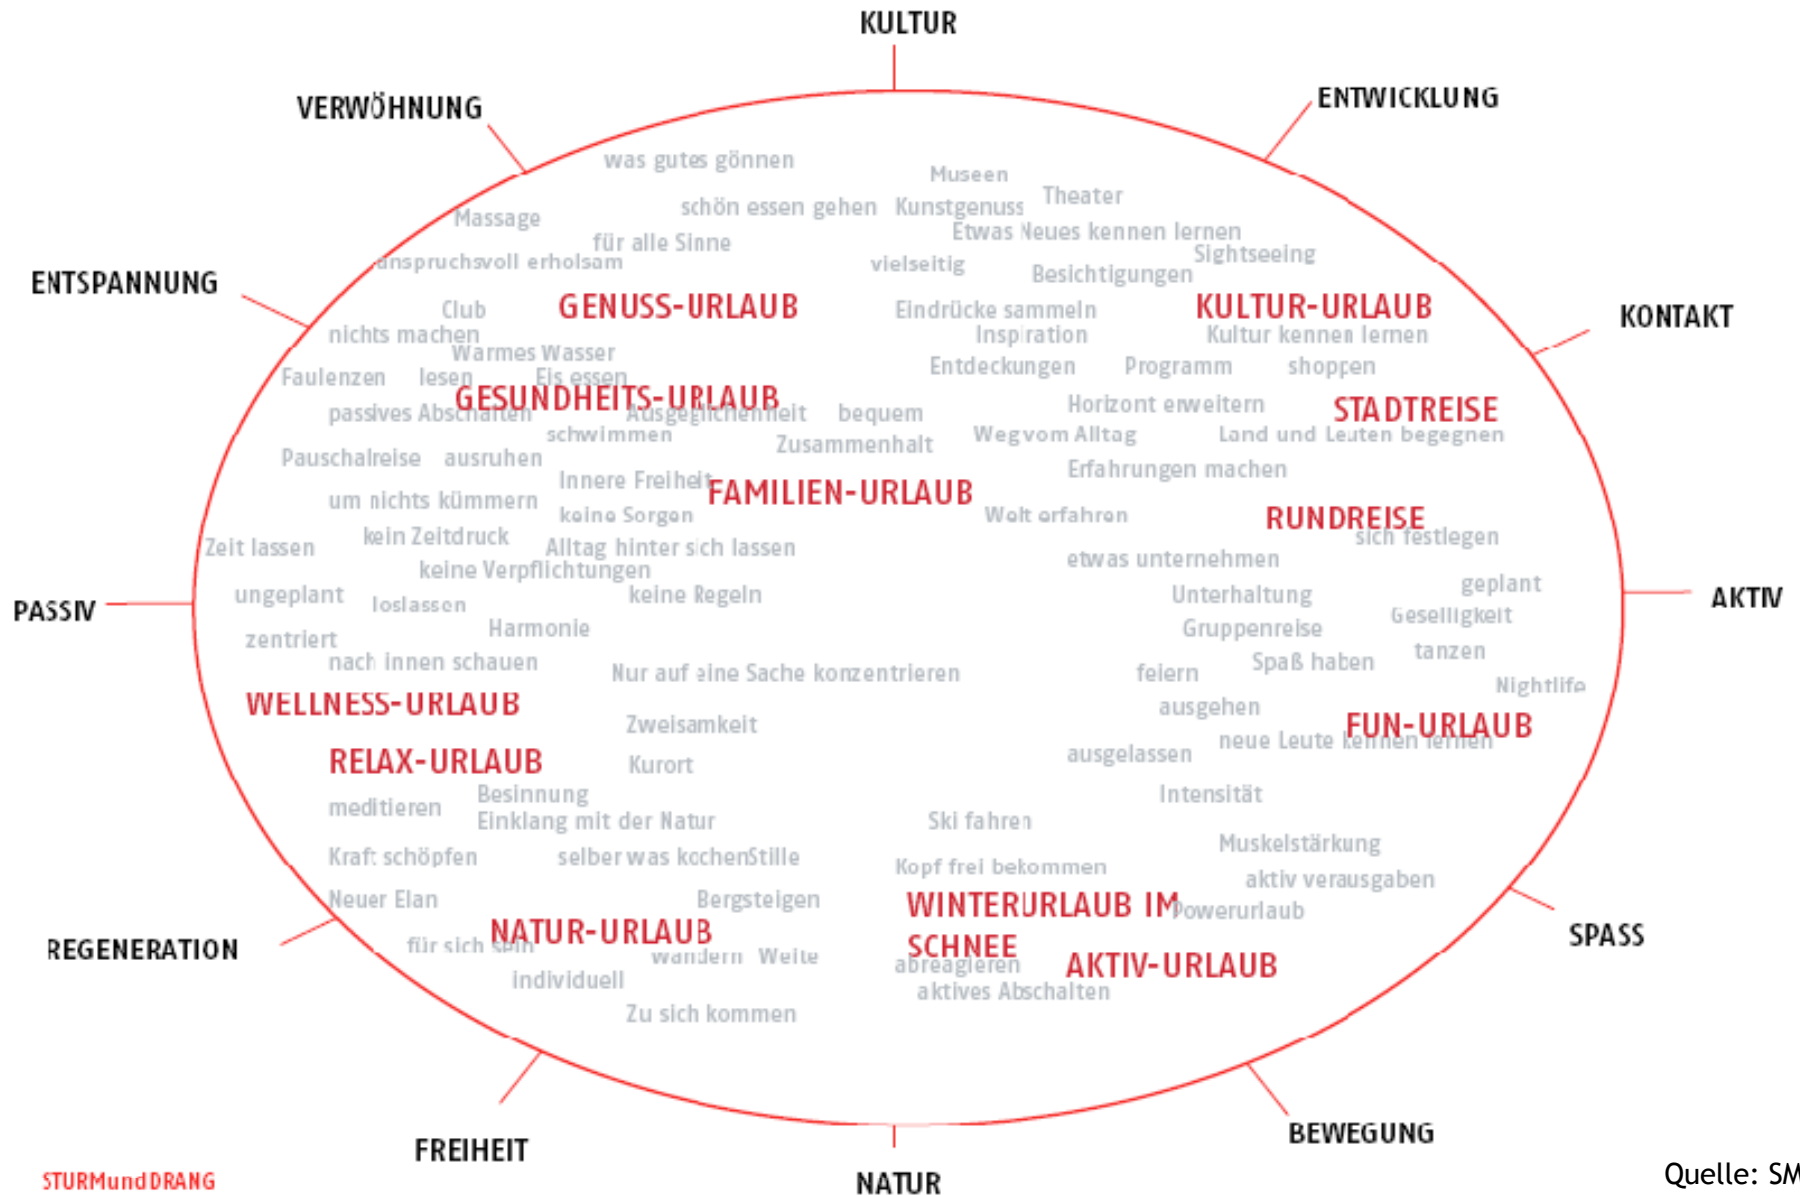 KULTUR
VERWÖHNUNG
ENTWICKLUNG
was gutes gönnen
Museen
Theater
Massage
schön essen gehen
Kunstgenuss
für alle Sinne
Etwas Neues kennen lernen
Sightseeing
anspruchsvoll erholsam
vielseitig
Besichtigungen
ENTSPANNUNG
Club
GENUSS-URLAUB
Eindrücke sammeln
KULTUR-URLAUB
KONTAKT
nichts machen
Inspiration
Kultur kennen lernen
Warmes Wasser
Entdeckungen
Programm
shoppen
Faulenzen
lesen
Eis essen
GESUNDHEITS-URLAUB
Horizont erweitern
STADTREISE
passives Abschalten
Ausgeglichenheit
bequem
schwimmen
Zusammenhalt
Weg vom Alltag
Land und Leuten begegnen
Pauschalreise
ausruhen
Erfahrungen machen
Innere Freiheit
FAMILIEN-URLAUB
um nichts kümmern
keine Sorgen
Welt erfahren
RUNDREISE
kein Zeitdruck
sich festlegen
Zeit lassen
Alltag hinter sich lassen
etwas unternehmen
keine Verpflichtungen
ungeplant
loslassen
keine Regeln
Unterhaltung
geplant
PASSIV
AKTIV
Geselligkeit
zentriert
Harmonie
Gruppenreise
nach innen schauen
Nur auf eine Sache konzentrieren
feiern
Spaß haben
tanzen
Nightlife
WELLNESS-URLAUB
ausgehen
Zweisamkeit
FUN-URLAUB
neue Leute kennen lernen
RELAX-URLAUB
Kurort
ausgelassen
Besinnung
Intensität
meditieren
Einklang mit der Natur
Ski fahren
Muskelstärkung
Kraft schöpfen
selber was kochen
Stille
Kopf frei bekommen
aktiv verausgaben
Neuer Elan
Bergsteigen
WINTERURLAUB IM
SCHNEE
Powerurlaub
NATUR-URLAUB
SPASS
REGENERATION
für sich sein
wandern
Weite
abreagieren
AKTIV-URLAUB
individuell
aktives Abschalten
Zu sich kommen
FREIHEIT
BEWEGUNG
NATUR
STURMundDRANG
Quelle: SM